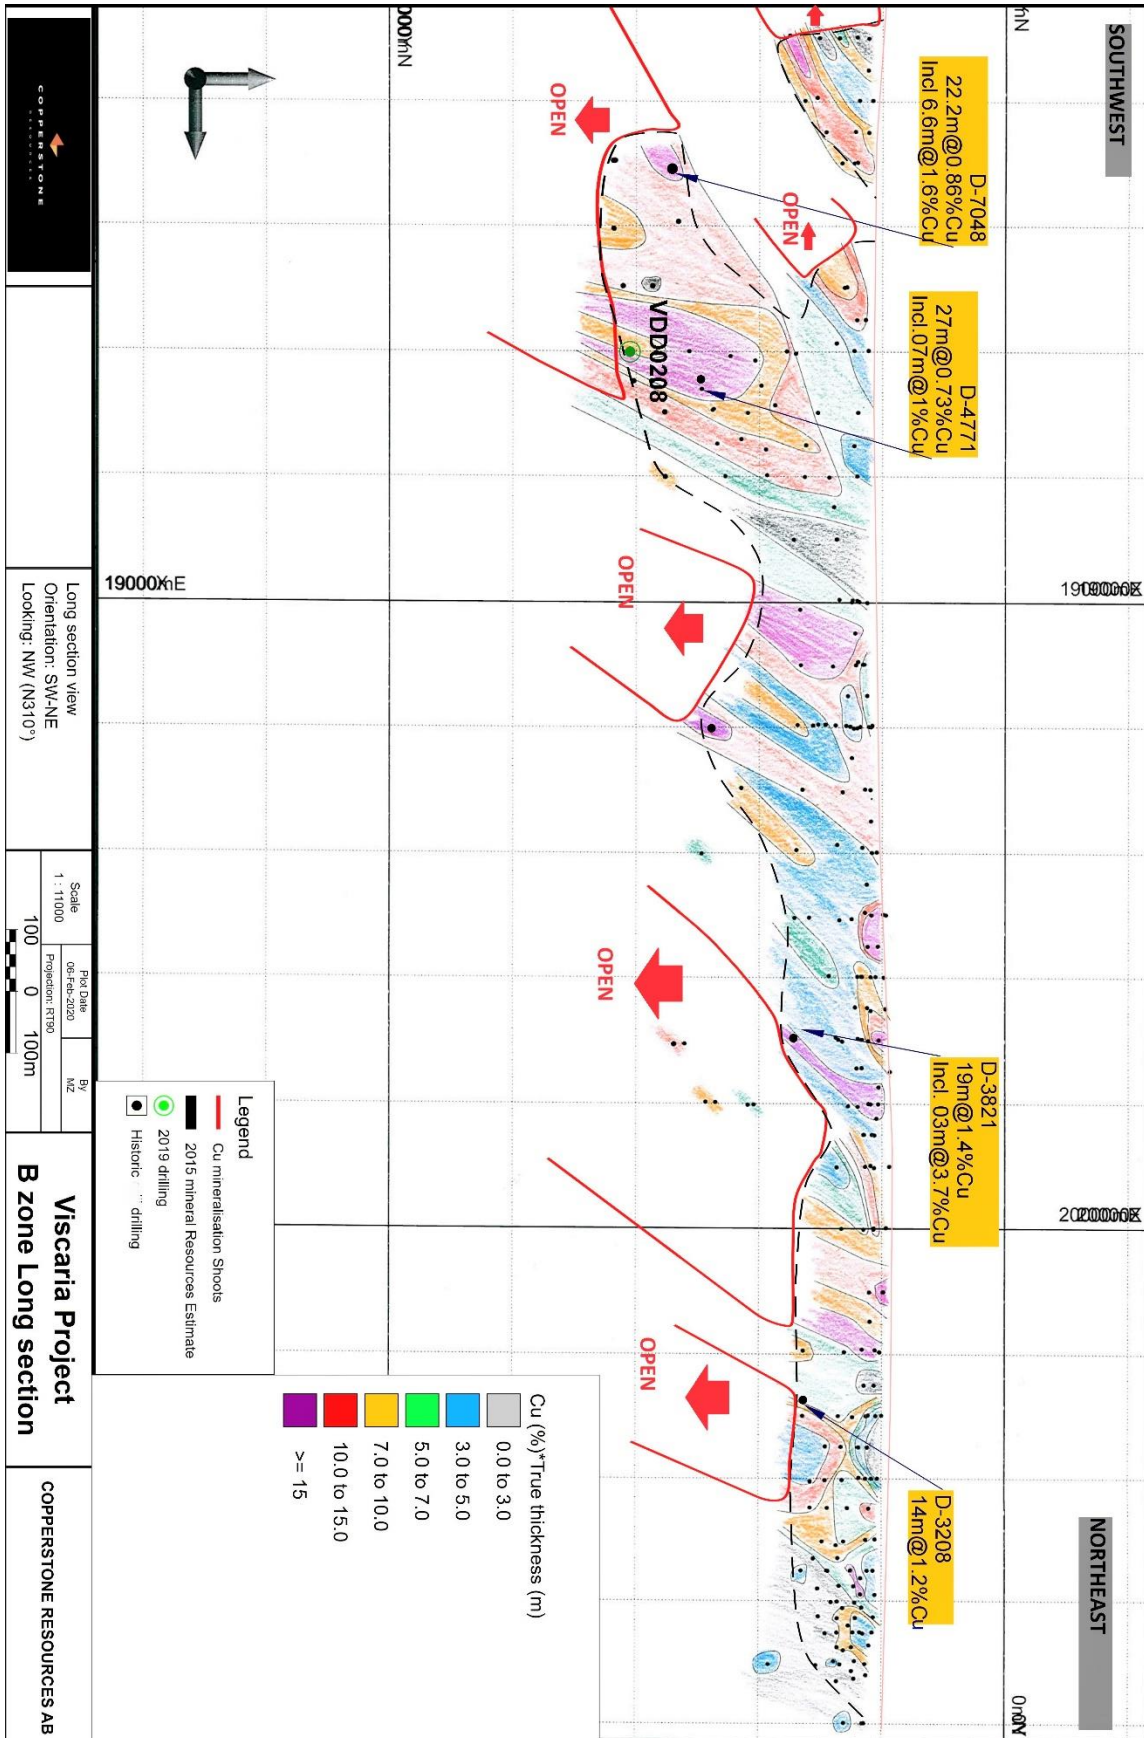 SOUTHWEST
NORTHEAST
D-7048
22.2m@0.86%Cu
Incl 6.6m@1.6%Cu
D-4771
27m@0.73%Cu
Incl.07m@1%Cu
D-3821
19m@1.4%Cu
Incl. 03m@3.7%Cu
D-3208
14m@1.2%Cu
OPEN
OPEN
VDD0208
OPEN
OPEN
OPEN
19000mE
Cu (%)*True thickness (m)
0.0 to 3.0
3.0 to 5.0
5.0 to 7.0
7.0 to 10.0
10.0 to 15.0
>= 15
Legend
Cu mineralisation Shoots
2015 mineral Resources Estimate
2019 drilling
Historic drilling
COPPERSTONE
RESOURCES
Long section view
Orientation: SW-NE
Looking: NW (N310°)
Scale
1 : 11000
Plot Date
06-Feb-2020
By
MZ
Projection: RT90
100 0 100m
Viscaria Project
B zone Long section
COPPERSTONE RESOURCES AB